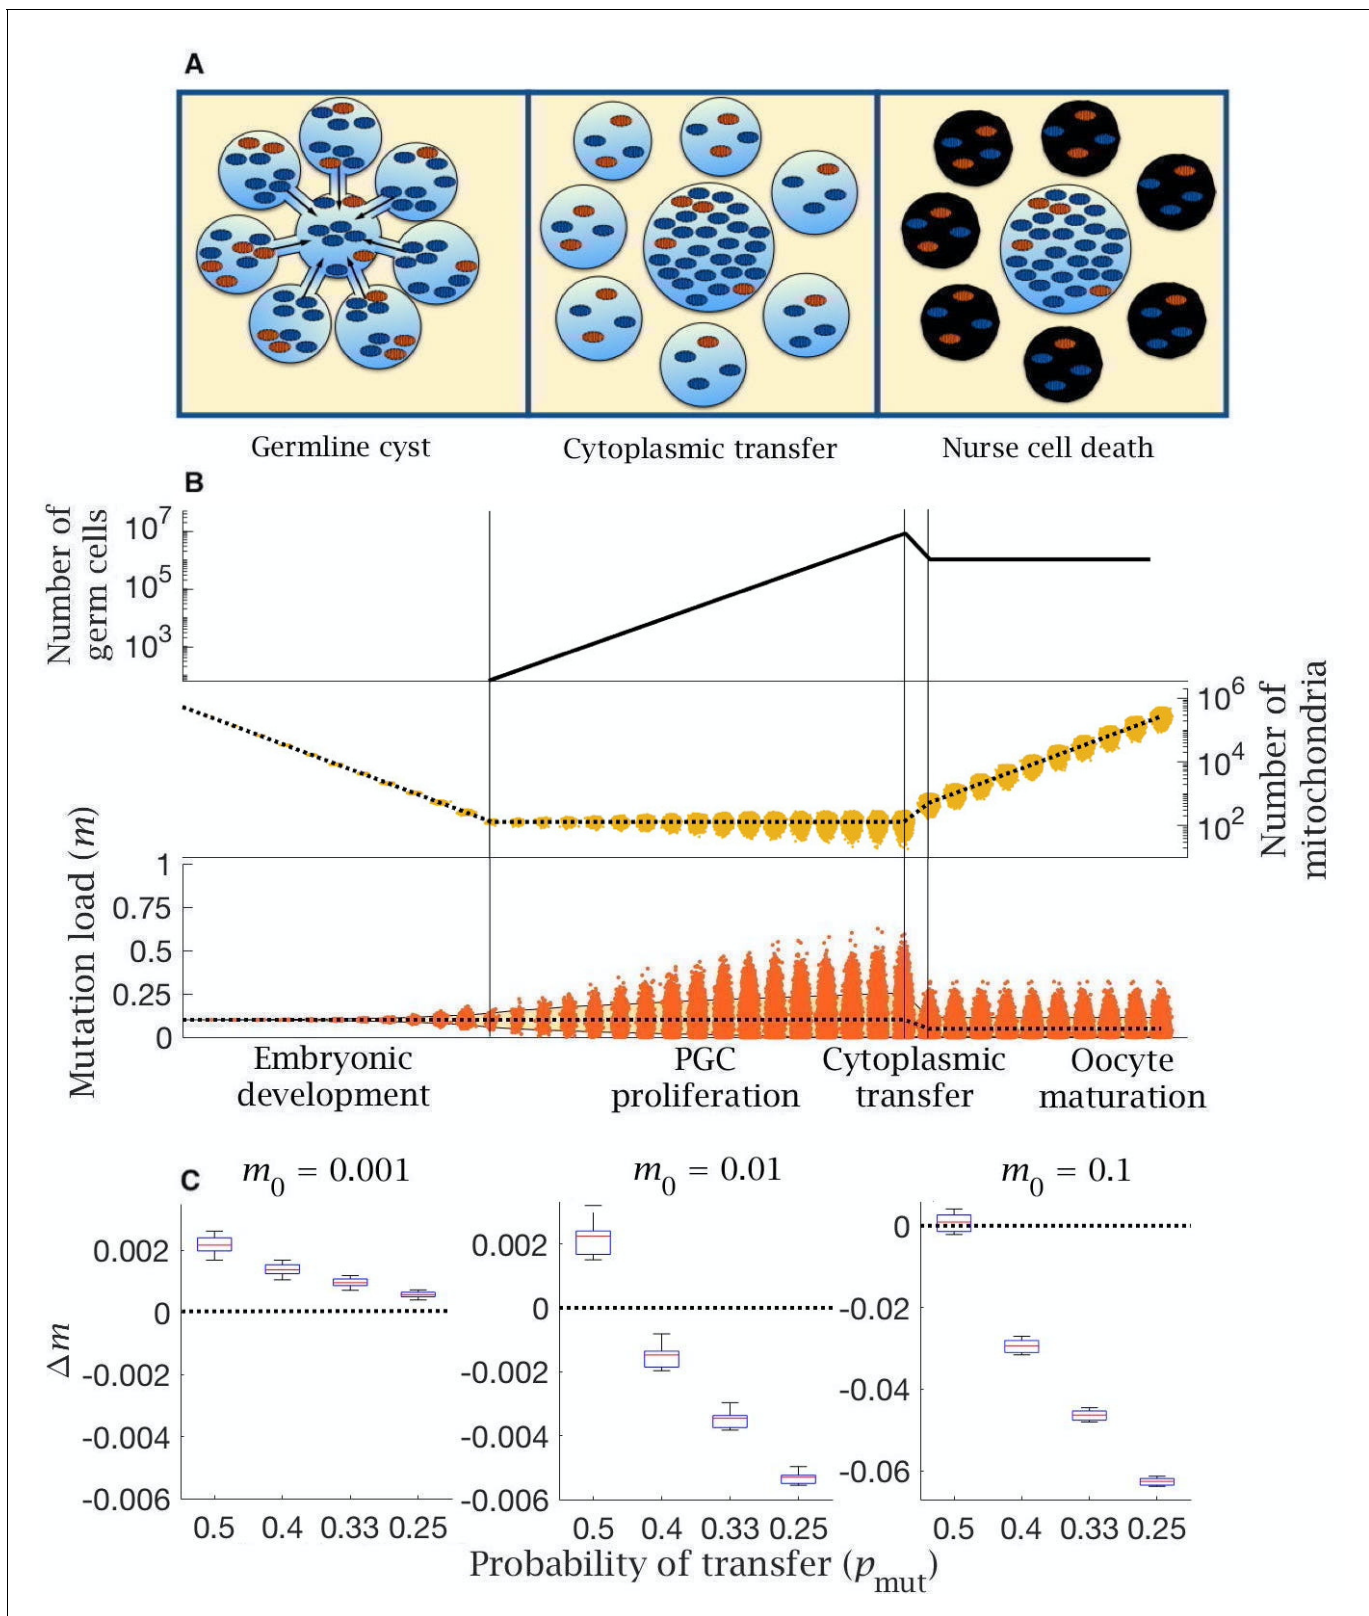 A
Germline cyst
Cytoplasmic transfer
Nurse cell death
B
Number of
germ cells
10^7
10^5
10^3
Number of
mitochondria
10^6
10^4
10^2
Mutation load (m)
1
0.75
0.5
0.25
0
Embryonic
development
PGC
proliferation
Cytoplasmic
transfer
Oocyte
maturation
C
m_0 = 0.001
m_0 = 0.01
m_0 = 0.1
Δm
0.002
0
-0.002
-0.004
-0.006
0.5 0.4 0.33 0.25
0.002
0
-0.002
-0.004
-0.006
0.5 0.4 0.33 0.25
0
-0.02
-0.04
-0.06
0.5 0.4 0.33 0.25
Probability of transfer (p_mut)